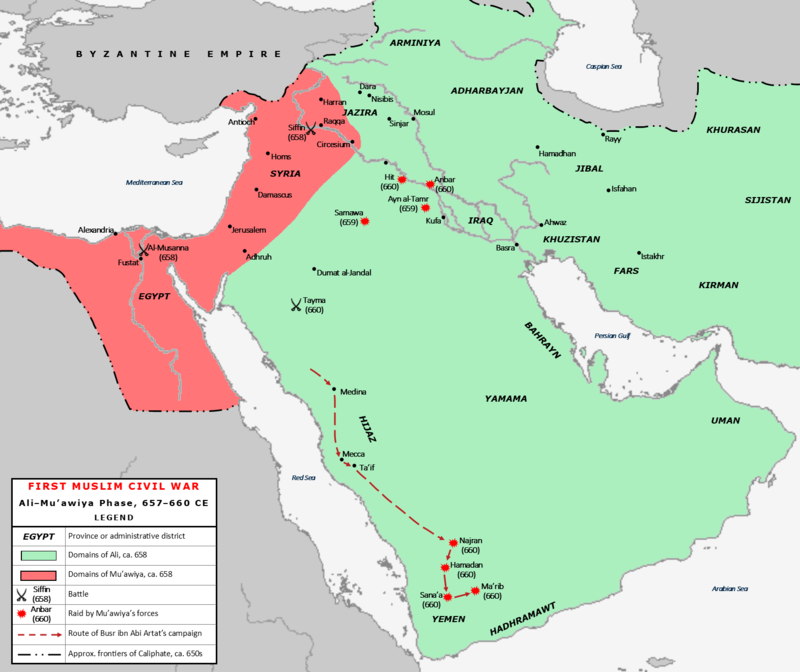 ARMINIYA
BYZANTINE EMPIRE
Caspian Sea
Dara
Nisibis
ADHARBAYJAN
Harran
JAZIRA
Mosul
Antioch
Siffin
(658)
Raqqa
Sinjar
KHURASAN
Rayy
Circesium
Homs
Hamadhan
JIBAL
SYRIA
Hit
(660)
Anbar
(660)
Mediterranean Sea
Damascus
Isfahan
Ayn al-Tamr
(659)
SIJISTAN
Samawa
(659)
Kufa
IRAQ
Ahwaz
Alexandria
Jerusalem
KHUZISTAN
Al-Musanna
(658)
Basra
Fustat
Adhruh
Istakhr
Dumat al-Jandal
FARS
KIRMAN
EGYPT
Tayma
(660)
BAHRAYN
Persian Gulf
Medina
YAMAMA
HIJAZ
UMAN
Mecca
Ta'if
Red Sea
Najran
(660)
Hamadan
(660)
Ma'rib
(660)
Sana'a
(660)
Arabian Sea
YEMEN
HADHRAMAWT
FIRST MUSLIM CIVIL WAR
Ali–Mu'awiya Phase, 657–660 CE
LEGEND
EGYPT Province or administrative district
Domains of Ali, ca. 658
Domains of Mu'awiya, ca. 658
Siffin
(658) Battle
Anbar
(660) Raid by Mu'awiya's forces
Route of Busr ibn Abi Artat's campaign
Approx. frontiers of Caliphate, ca. 650s